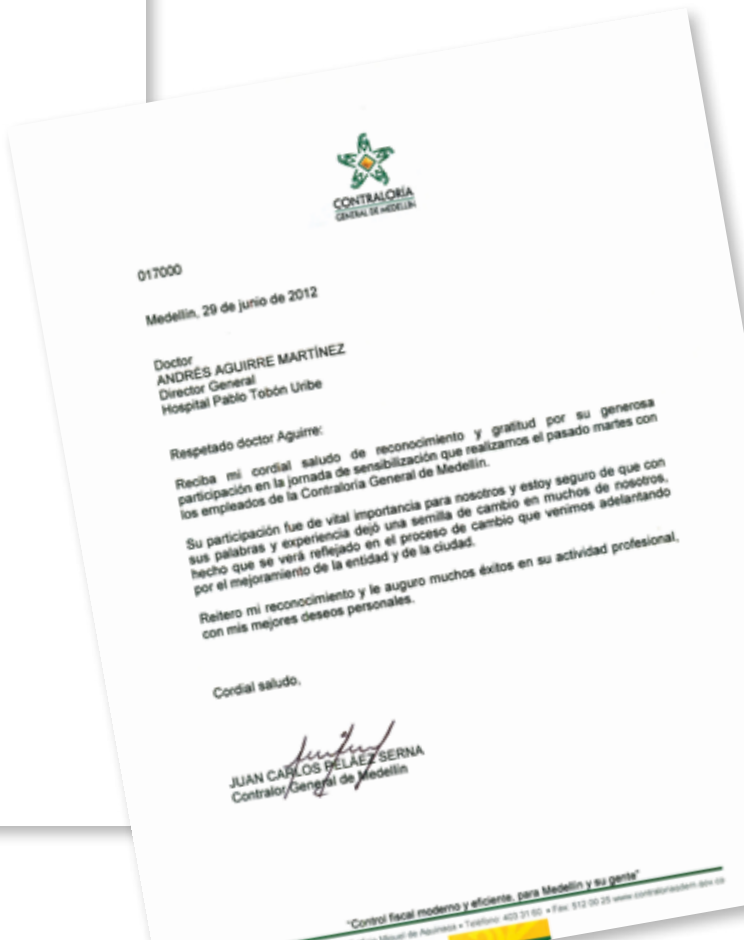 CONTRALORÍA
GENERAL DE MEDELLÍN
017000
Medellín, 29 de junio de 2012
Doctor
ANDRÉS AGUIRRE MARTÍNEZ
Director General
Hospital Pablo Tobón Uribe
Respetado doctor Aguirre:
Reciba mi cordial saludo de reconocimiento y gratitud por su generosa
participación en la jornada de sensibilización que realizamos el pasado martes con
los empleados de la Contraloría General de Medellín.
Su participación fue de vital importancia para nosotros y estoy seguro de que con
sus palabras y experiencia dejó una semilla de cambio en muchos de nosotros,
hecho que se verá reflejado en el proceso de cambio que venimos adelantando
por el mejoramiento de la entidad y de la ciudad.
Reitero mi reconocimiento y le auguro muchos éxitos en su actividad profesional,
con mis mejores deseos personales.
Cordial saludo,
JUAN CARLOS PELÁEZ SERNA
Contralor General de Medellín
"Control fiscal moderno y eficiente, para Medellín y su gente"
Miguel de Aguinaga • Teléfono: 403 31 60 • Fax: 512 00 25